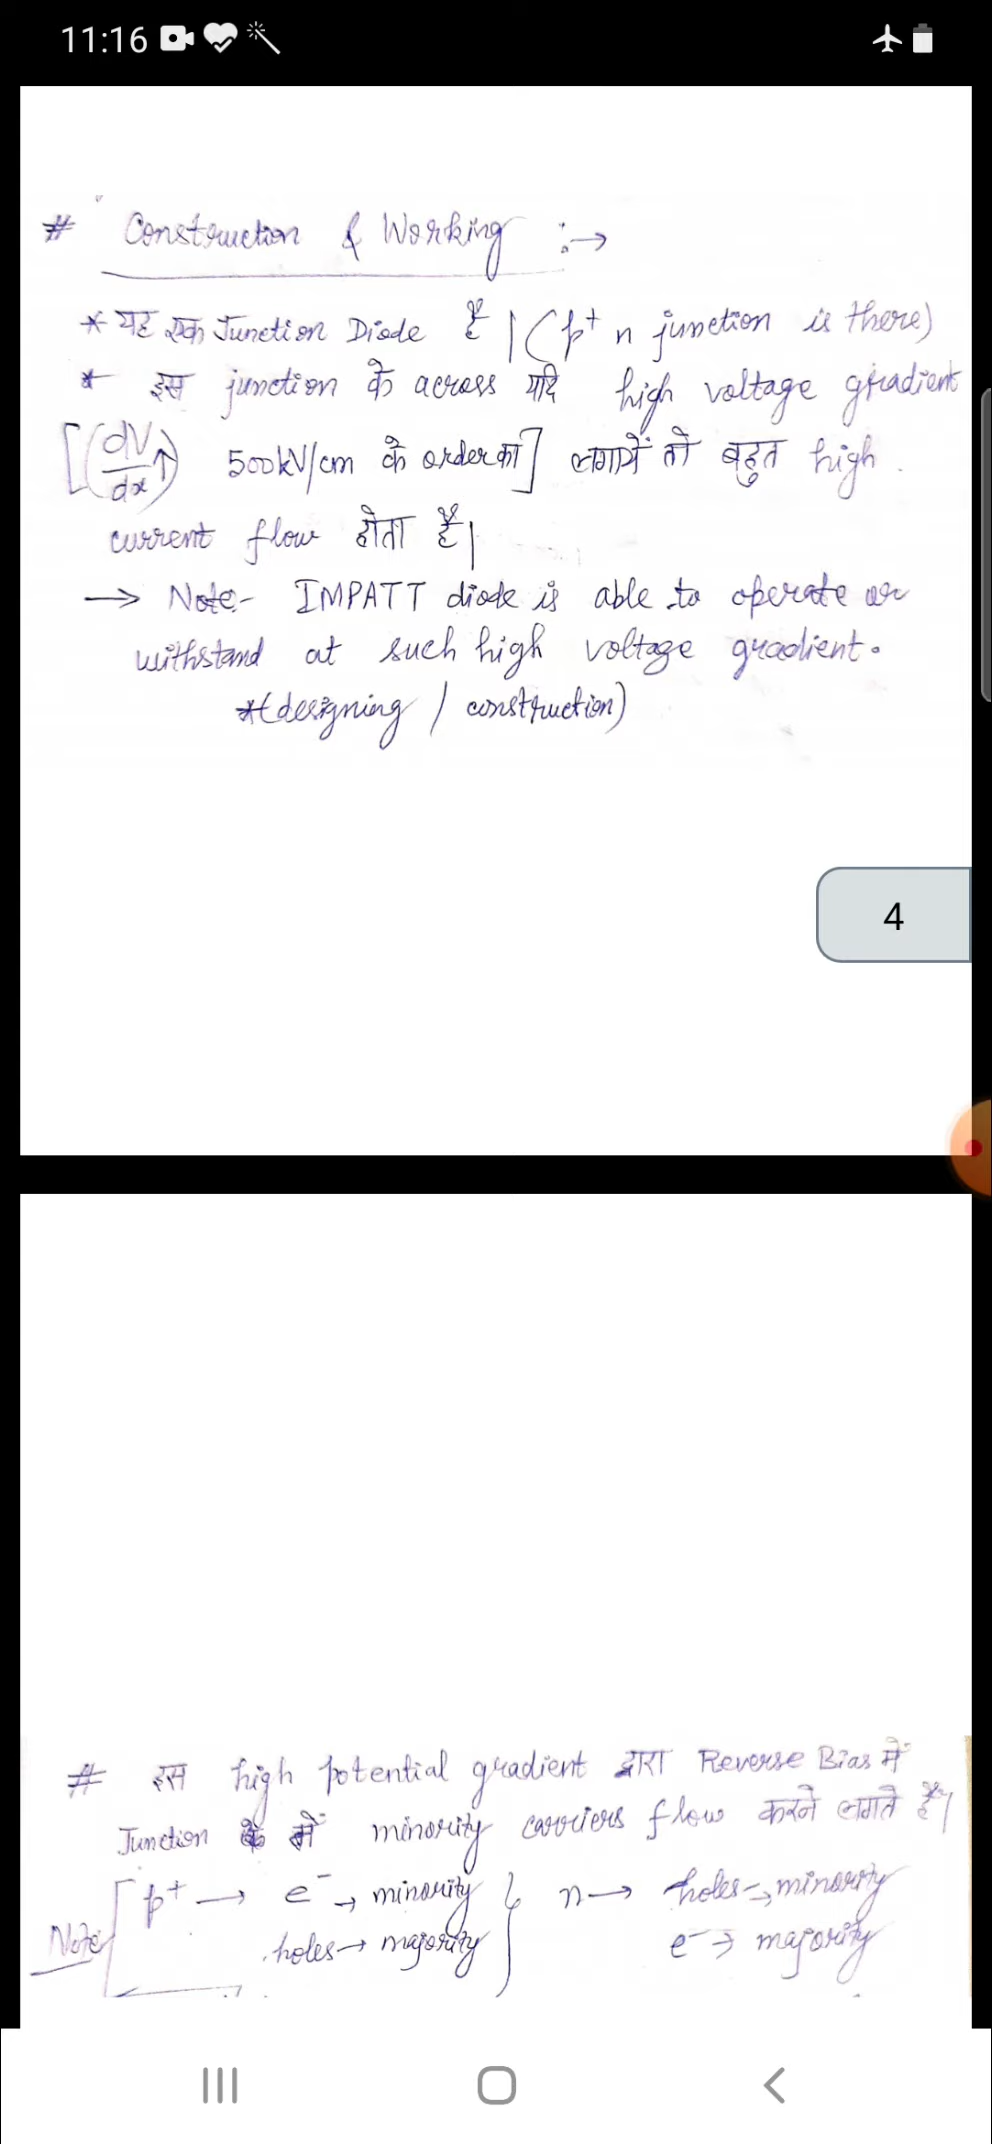 11:16
# Construction & Working :→
* यह एक Junction Diode है | (p+ n junction is there)
* इस junction के across यदि high voltage gradient
[(dV/dx ↑) 500kV/cm के order का] लगायें तो बहुत high
current flow होता है|
→ Note:- IMPATT diode is able to operate or
withstand at such high voltage gradient.
*(designing / construction)
4
# इस high potential gradient द्वारा Reverse Bias में
Junction में minority carriers flow करने लगते हैं|
p+ → e- → minority & n → holes → minority
Note holes → majority e- → majority